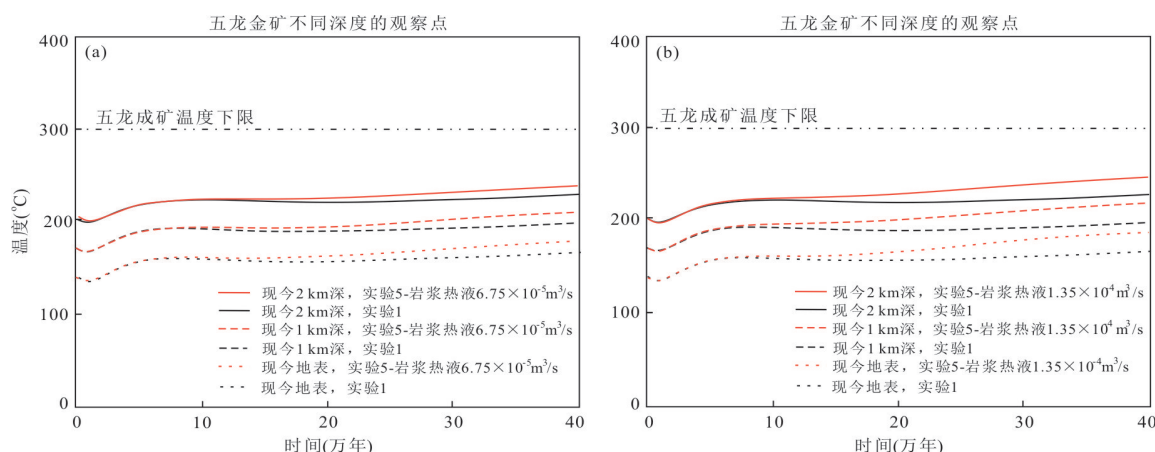 五龙金矿不同深度的观察点
400
(a)
五龙成矿温度下限
300
200
100
0
温度(°C)
现今2 km深，实验5-岩浆热液6.75×10⁻⁵m³/s
现今2 km深，实验1
现今1 km深，实验5-岩浆热液6.75×10⁻⁵m³/s
现今1 km深，实验1
现今地表，实验5-岩浆热液6.75×10⁻⁵m³/s
现今地表，实验1
0 10 20 30 40
时间(万年)
五龙金矿不同深度的观察点
400
(b)
五龙成矿温度下限
300
200
100
0
现今2 km深，实验5-岩浆热液1.35×10⁴m³/s
现今2 km深，实验1
现今1 km深，实验5-岩浆热液1.35×10⁴m³/s
现今1 km深，实验1
现今地表，实验5-岩浆热液1.35×10⁻⁴m³/s
现今地表，实验1
0 10 20 30 40
时间(万年)